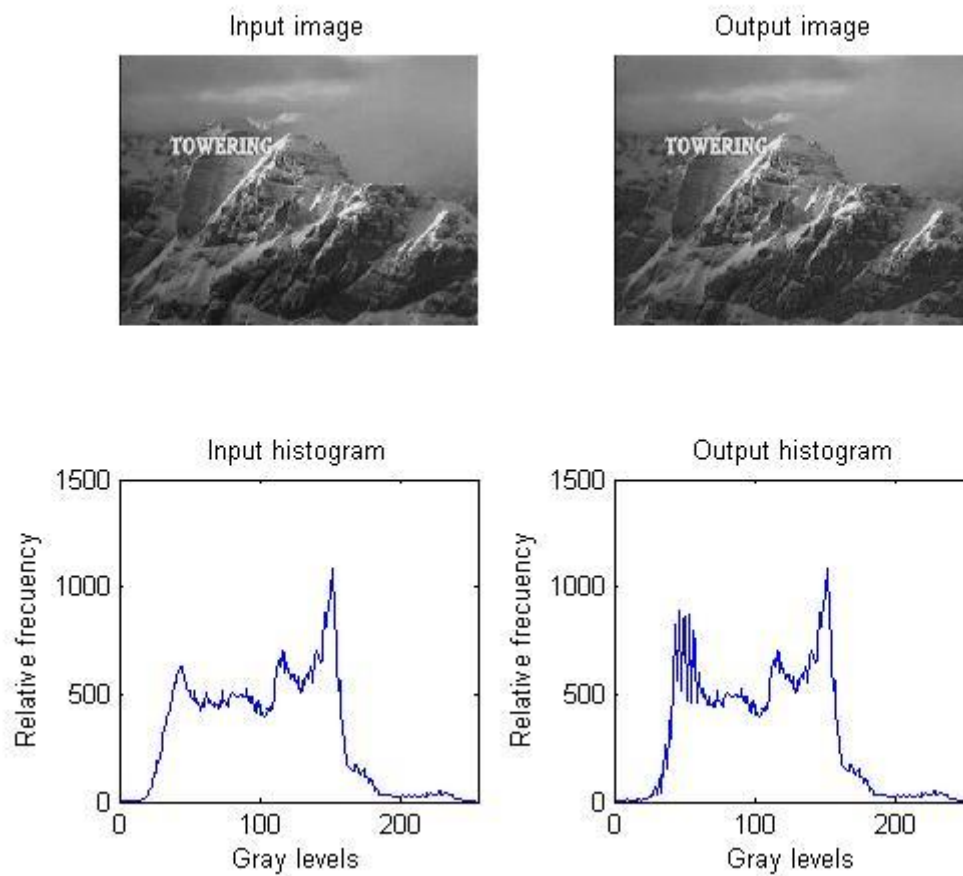 Input image
Output image
TOWERING
TOWERING
Input histogram
Output histogram
1500
1000
500
0
Relative frecuency
0
100
200
Gray levels
1500
1000
500
0
Relative frecuency
0
100
200
Gray levels